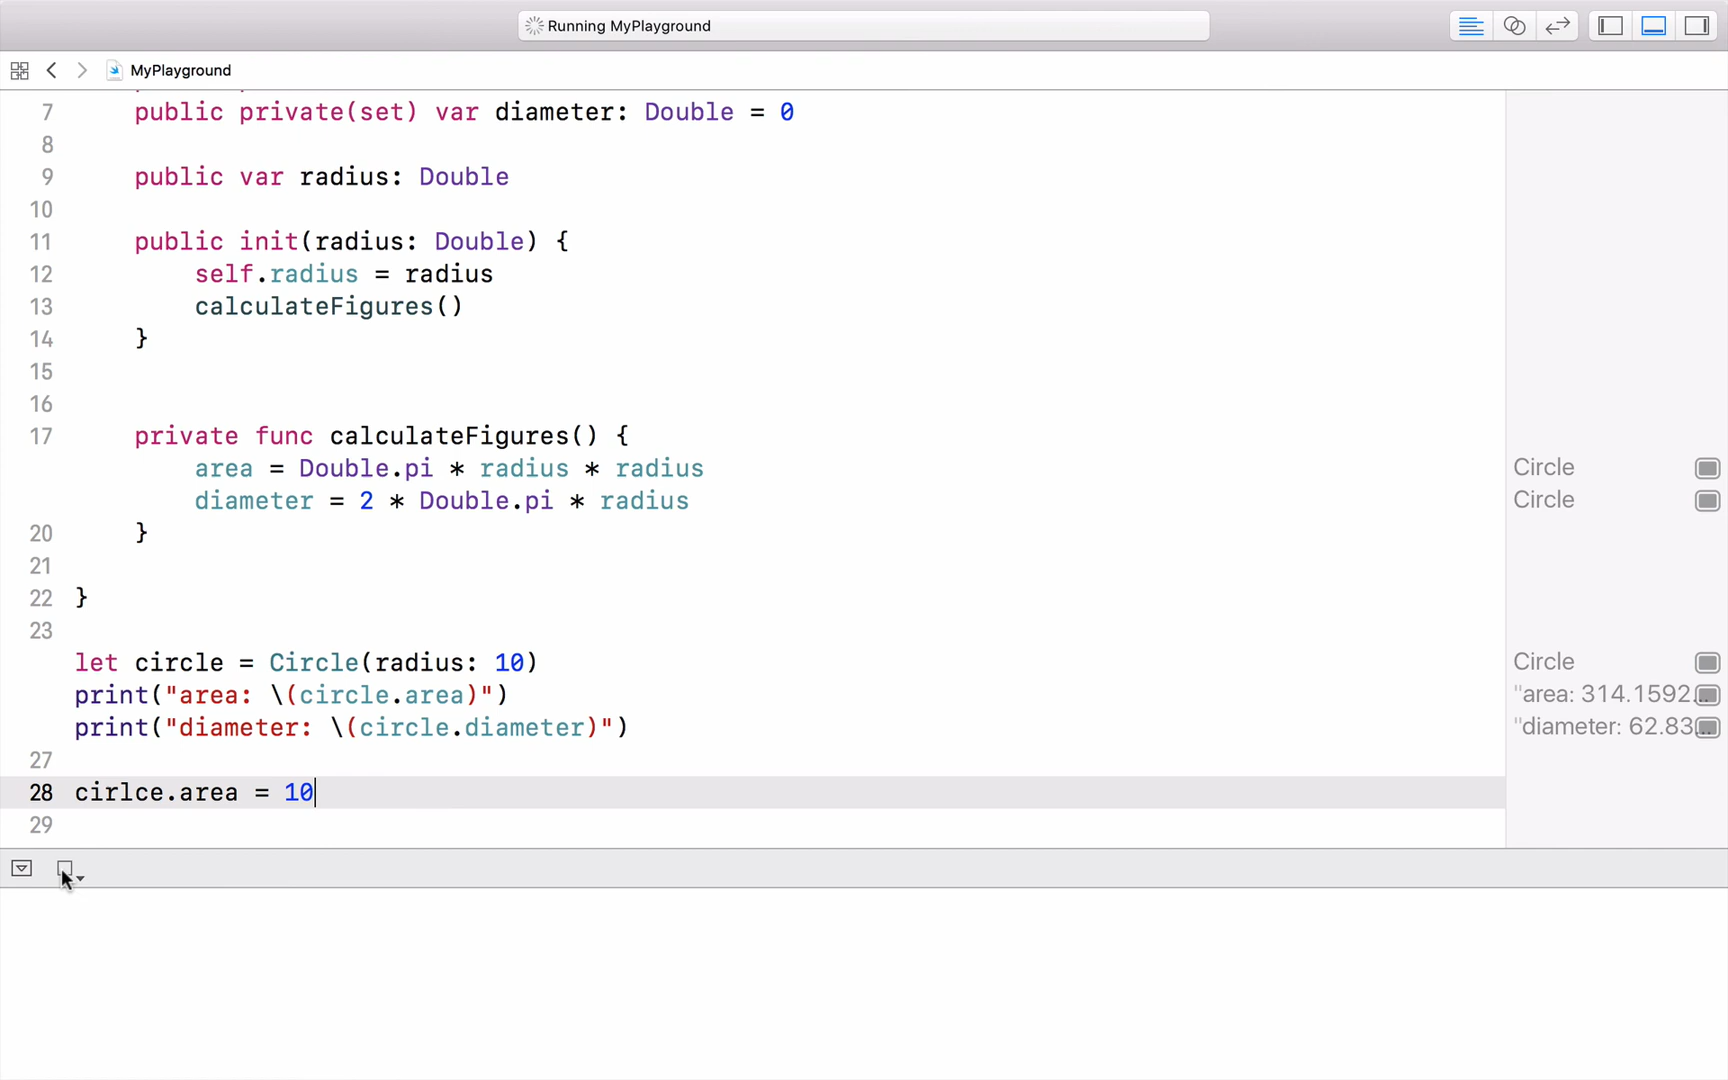 Running MyPlayground
MyPlayground
7 public private(set) var diameter: Double = 0
8
9 public var radius: Double
10
11 public init(radius: Double) {
12 self.radius = radius
13 calculateFigures()
14 }
15
16
17 private func calculateFigures() {
area = Double.pi * radius * radius Circle
diameter = 2 * Double.pi * radius Circle
20 }
21
22 }
23
let circle = Circle(radius: 10) Circle
print("area: \(circle.area)") "area: 314.1592...
print("diameter: \(circle.diameter)") "diameter: 62.83...
27
28 cirlce.area = 10
29